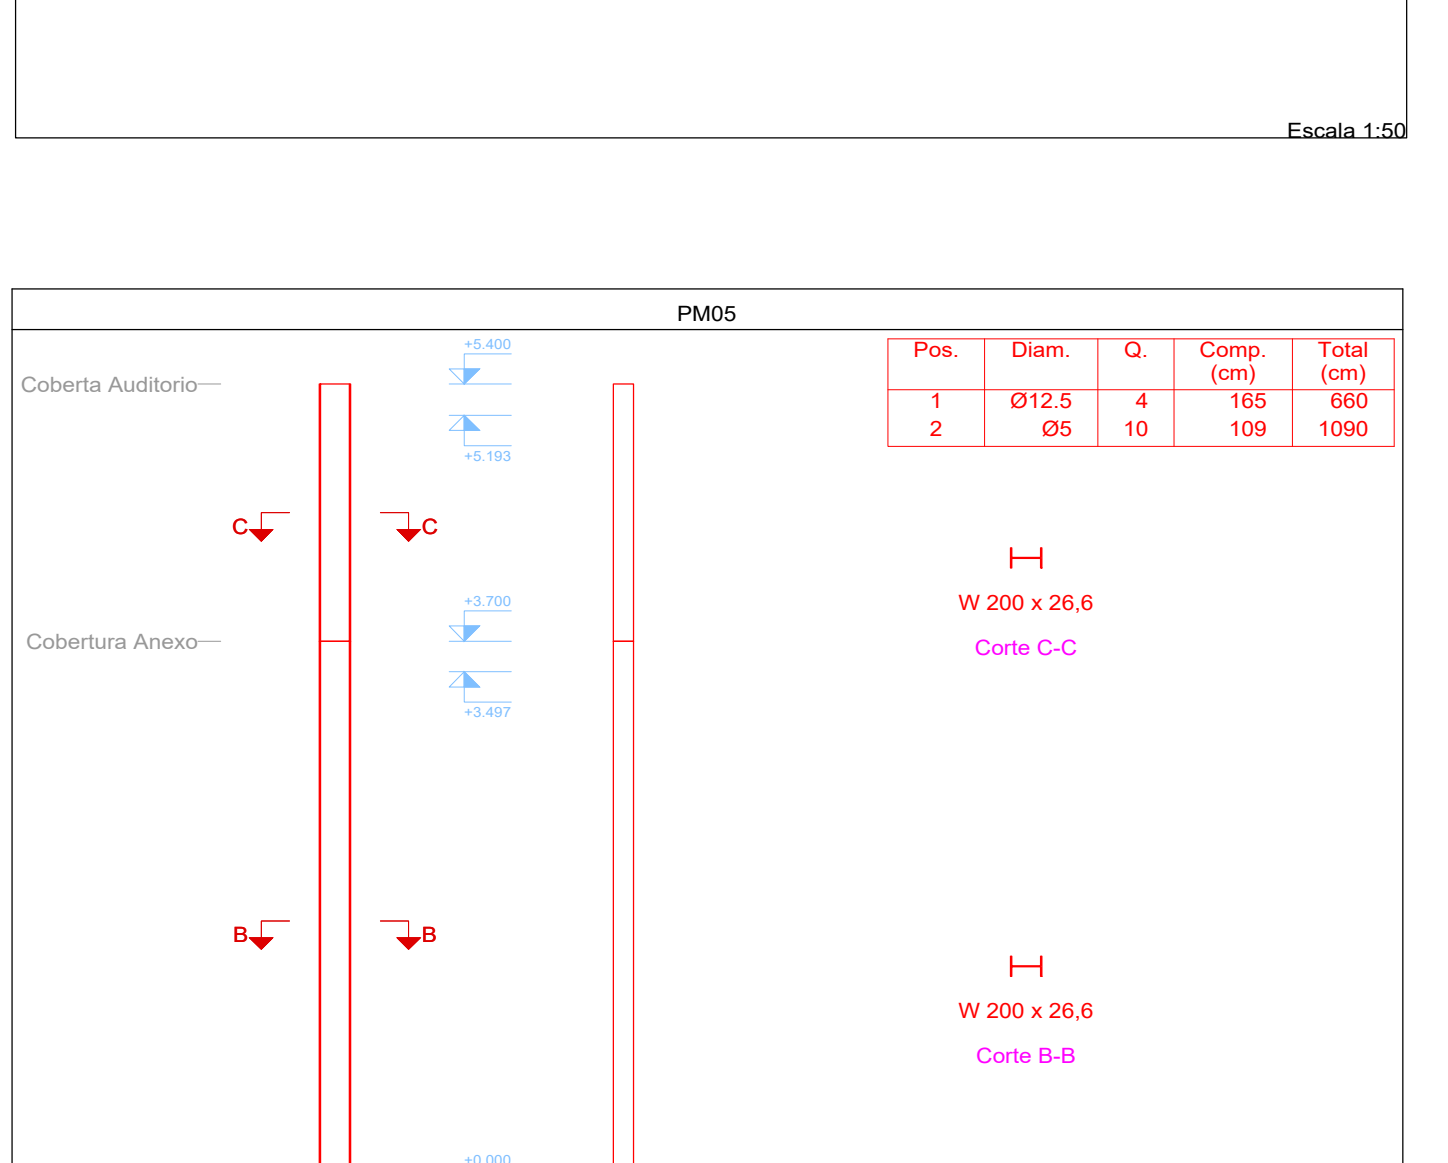 Escala 1:50
PM05
+5.400
Coberta Auditorio
+5.193
Pos. Diam. Q. Comp. (cm) Total (cm)
1 Ø12.5 4 165 660
2 Ø5 10 109 1090
C C
W 200 x 26,6
Corte C-C
+3.700
Cobertura Anexo
+3.497
B B
W 200 x 26,6
Corte B-B
+0.000